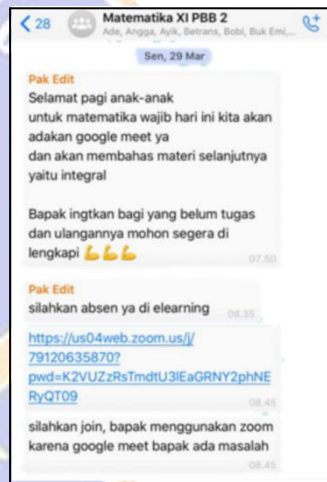 28
Matematika XI PBB 2
Ade, Angga, Ayik, Betrans, Bobi, Buk Emi,...
Sen, 29 Mar
Pak Edit
Selamat pagi anak-anak
untuk matematika wajib hari ini kita akan
adakan google meet ya
dan akan membahas materi selanjutnya
yaitu integral
Bapak ingtkan bagi yang belum tugas
dan ulangannya mohon segera di
lengkapi 💪💪💪
07.50
Pak Edit
silahkan absen ya di elearning
08.35
https://us04web.zoom.us/j/
79120635870?
pwd=K2VUZzRsTmdtU3lEaGRNY2phNE
RyQT09
08.45
silahkan join, bapak menggunakan zoom
karena google meet bapak ada masalah
08.45